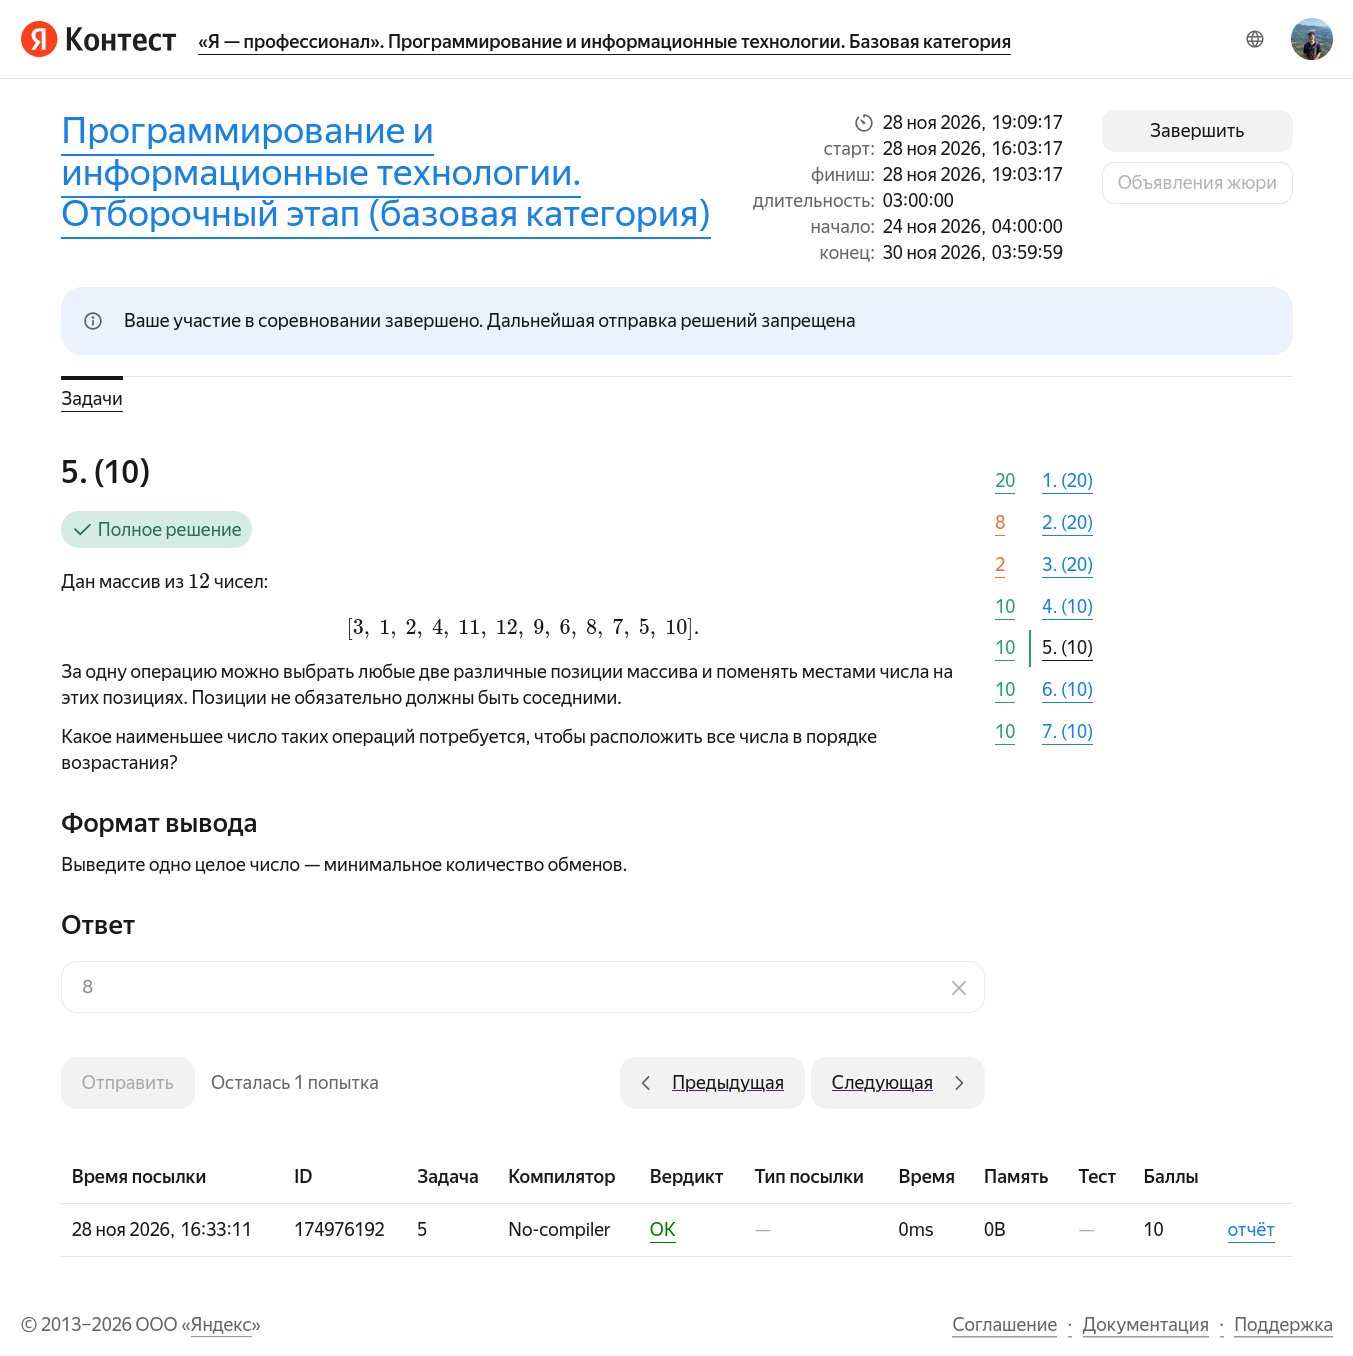 Я Контест
«Я — профессионал». Программирование и информационные технологии. Базовая категория
Программирование и
информационные технологии.
Отборочный этап (базовая категория)
28 ноя 2026, 19:09:17
старт: 28 ноя 2026, 16:03:17
финиш: 28 ноя 2026, 19:03:17
длительность: 03:00:00
начало: 24 ноя 2026, 04:00:00
конец: 30 ноя 2026, 03:59:59
Завершить
Объявления жюри
Ваше участие в соревновании завершено. Дальнейшая отправка решений запрещена
Задачи
5. (10)
Полное решение
Дан массив из 12 чисел:
[3, 1, 2, 4, 11, 12, 9, 6, 8, 7, 5, 10].
За одну операцию можно выбрать любые две различные позиции массива и поменять местами числа на
этих позициях. Позиции не обязательно должны быть соседними.
Какое наименьшее число таких операций потребуется, чтобы расположить все числа в порядке
возрастания?
Формат вывода
Выведите одно целое число — минимальное количество обменов.
Ответ
8
Отправить Осталась 1 попытка
Предыдущая
Следующая
20 1. (20)
8 2. (20)
2 3. (20)
10 4. (10)
10 5. (10)
10 6. (10)
10 7. (10)
Время посылки ID Задача Компилятор Вердикт Тип посылки Время Память Тест Баллы
28 ноя 2026, 16:33:11 174976192 5 No-compiler OK — 0ms 0B — 10 отчёт
© 2013–2026 ООО «Яндекс»
Соглашение · Документация · Поддержка